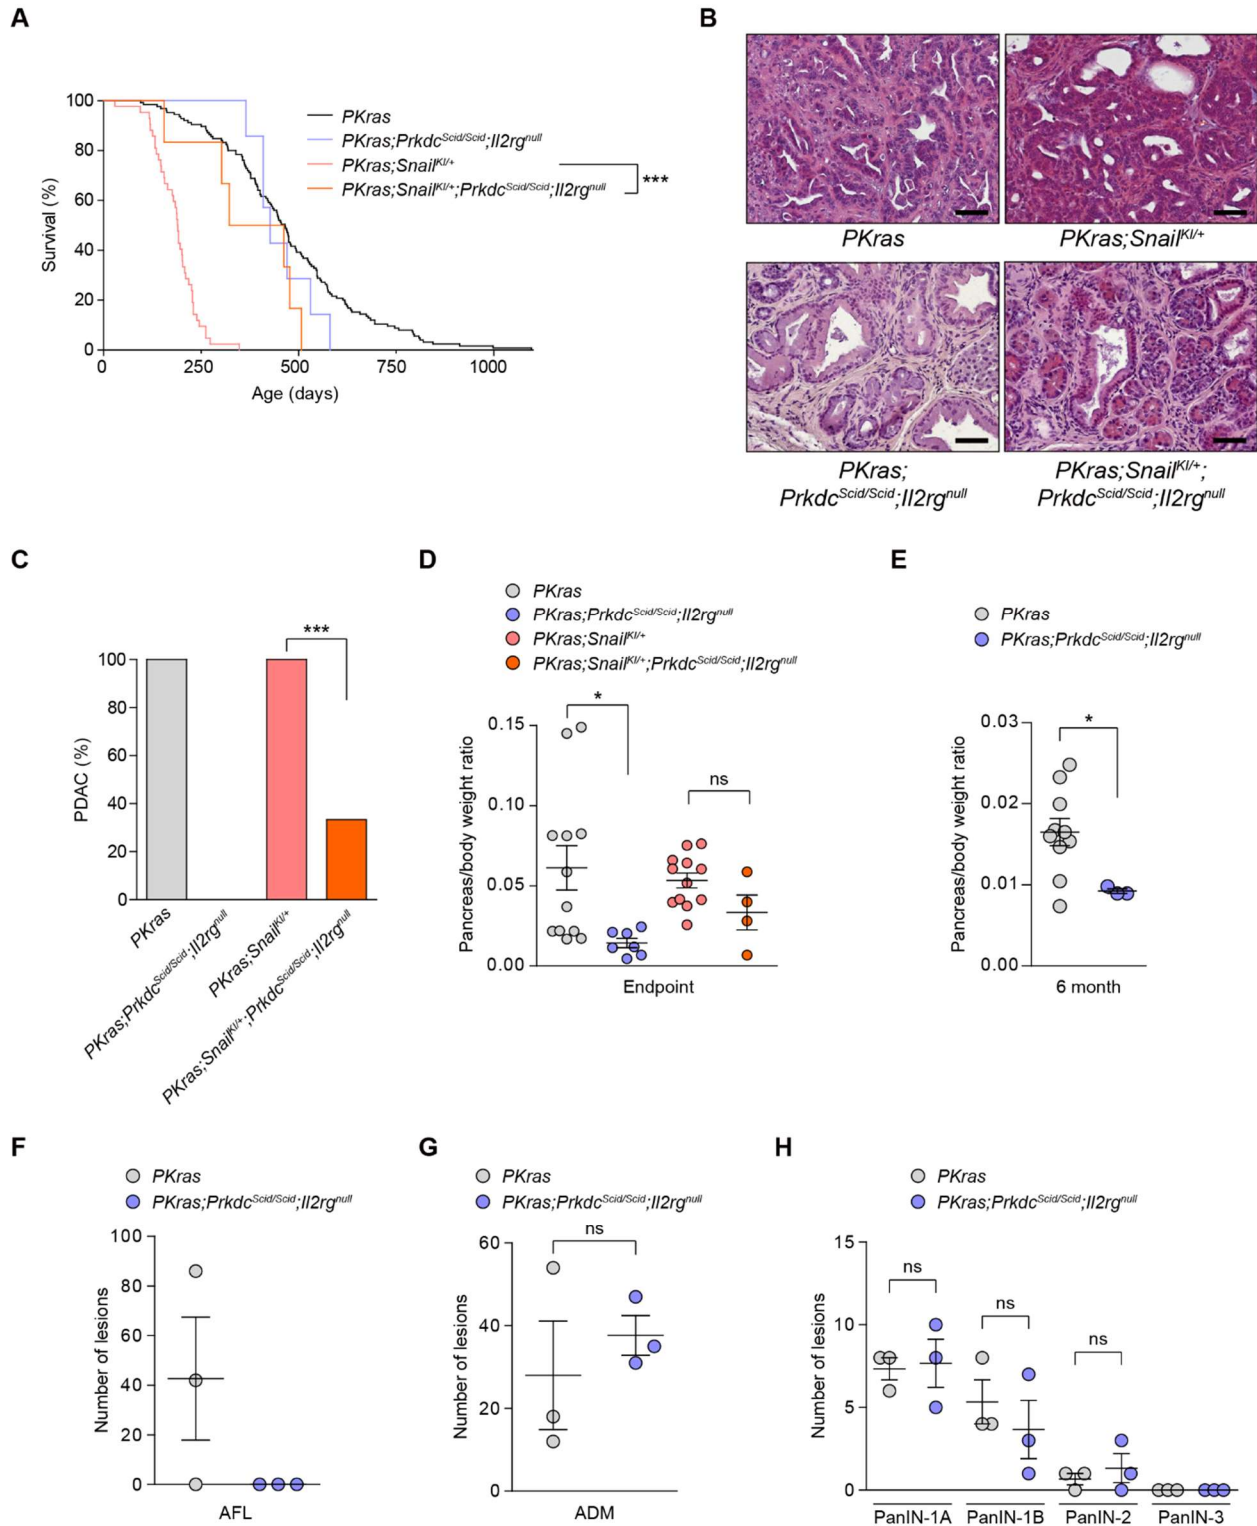 A
100
80
60
40
20
0
Survival (%)
0
250
500
750
1000
Age (days)
PKras
PKras;Prkdc^Scid/Scid;Il2rg^null
PKras;Snail^KI/+
PKras;Snail^KI/+;Prkdc^Scid/Scid;Il2rg^null
***
B
PKras
PKras;Snail^KI/+
PKras;
Prkdc^Scid/Scid;Il2rg^null
PKras;Snail^KI/+;
Prkdc^Scid/Scid;Il2rg^null
C
***
100
80
60
40
20
0
PDAC (%)
PKras
PKras;Prkdc^Scid/Scid;Il2rg^null
PKras;Snail^KI/+
PKras;Snail^KI/+;Prkdc^Scid/Scid;Il2rg^null
D
PKras
PKras;Prkdc^Scid/Scid;Il2rg^null
PKras;Snail^KI/+
PKras;Snail^KI/+;Prkdc^Scid/Scid;Il2rg^null
*
ns
0.15
0.10
0.05
0.00
Pancreas/body weight ratio
Endpoint
E
PKras
PKras;Prkdc^Scid/Scid;Il2rg^null
*
0.03
0.02
0.01
0.00
Pancreas/body weight ratio
6 month
F
PKras
PKras;Prkdc^Scid/Scid;Il2rg^null
100
80
60
40
20
0
Number of lesions
AFL
G
PKras
PKras;Prkdc^Scid/Scid;Il2rg^null
ns
60
40
20
0
Number of lesions
ADM
H
PKras
PKras;Prkdc^Scid/Scid;Il2rg^null
ns
ns
ns
15
10
5
0
Number of lesions
PanIN-1A
PanIN-1B
PanIN-2
PanIN-3